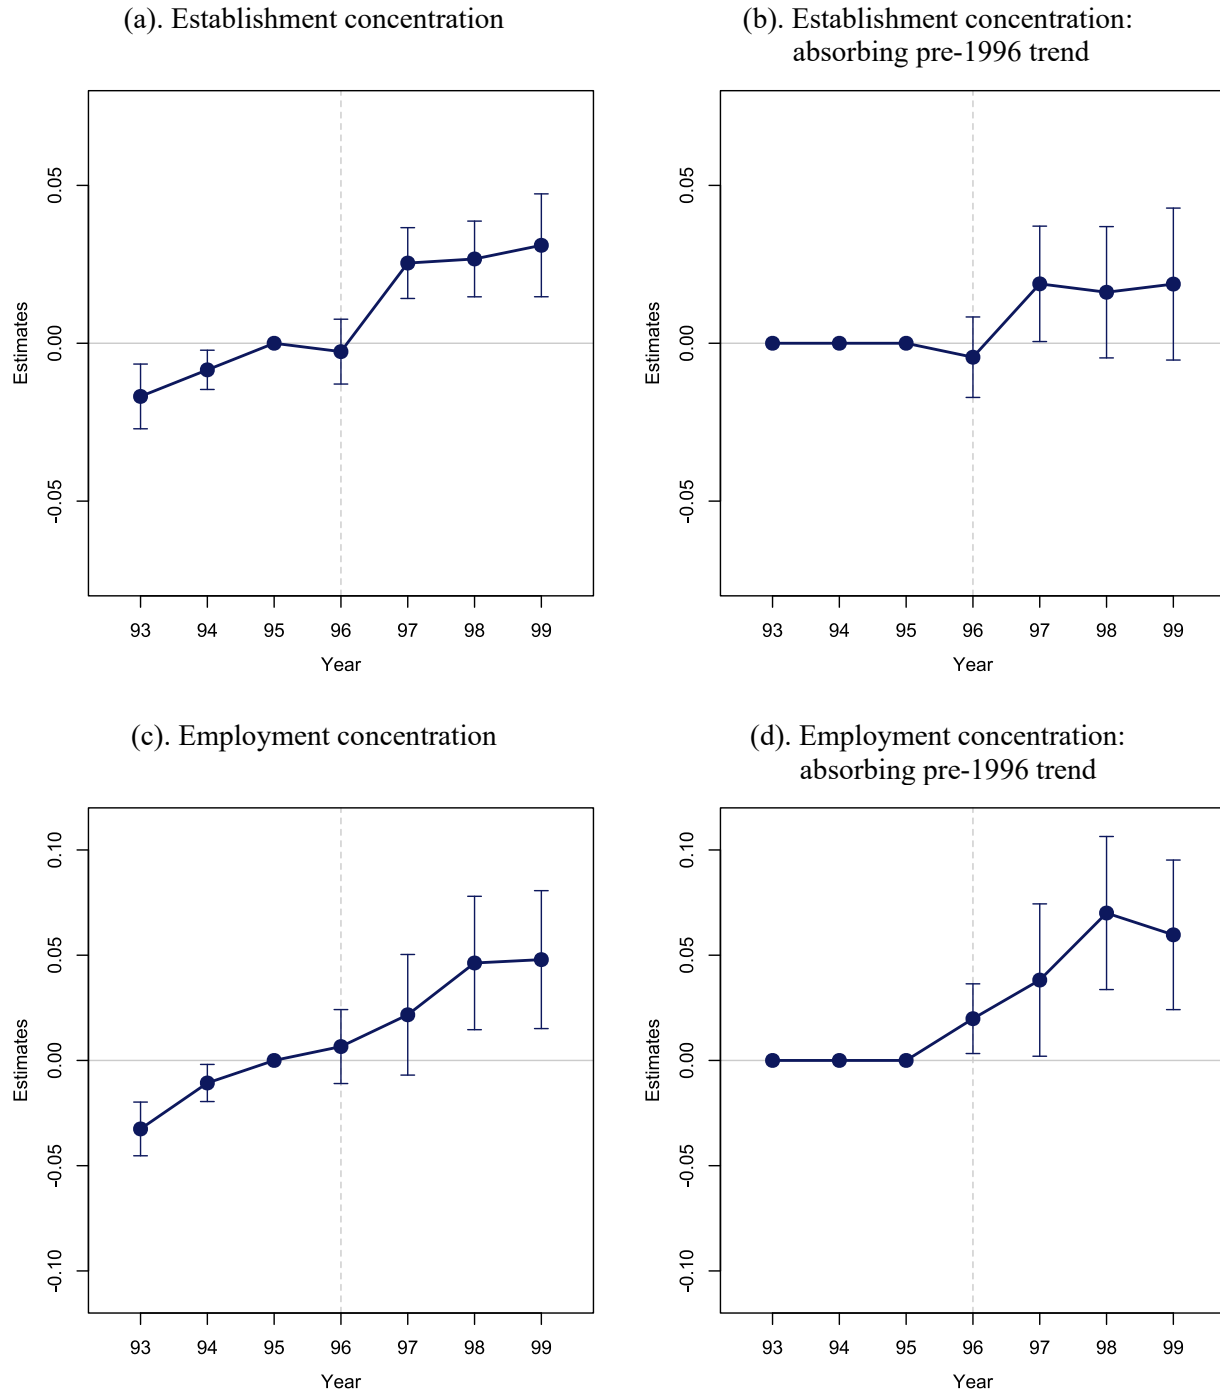 (a). Establishment concentration
0.05
0.00
-0.05
Estimates
93 94 95 96 97 98 99
Year
(b). Establishment concentration:
absorbing pre-1996 trend
0.05
0.00
-0.05
Estimates
93 94 95 96 97 98 99
Year
(c). Employment concentration
0.10
0.05
0.00
-0.05
-0.10
Estimates
93 94 95 96 97 98 99
Year
(d). Employment concentration:
absorbing pre-1996 trend
0.10
0.05
0.00
-0.05
-0.10
Estimates
93 94 95 96 97 98 99
Year